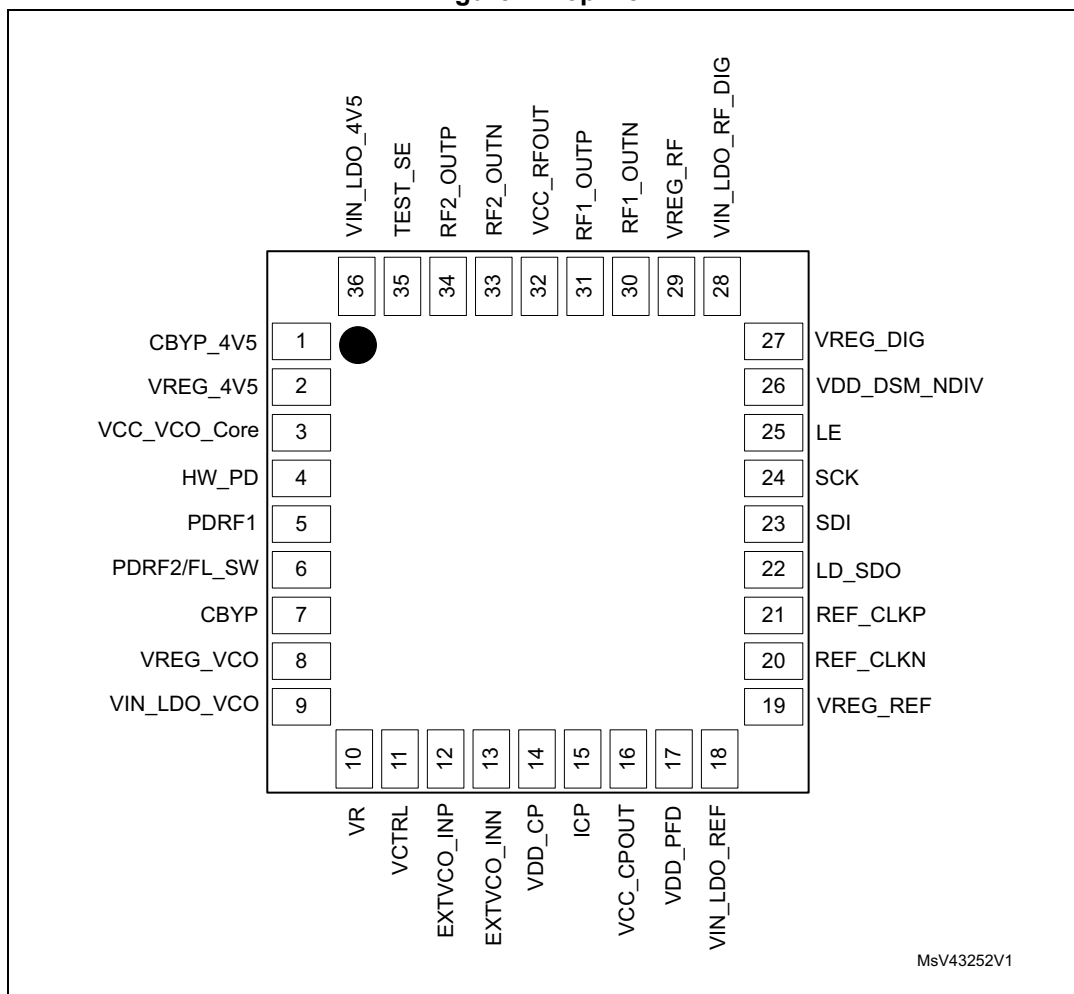 VIN_LDO_4V5
TEST_SE
RF2_OUTP
RF2_OUTN
VCC_RFOUT
RF1_OUTP
RF1_OUTN
VREG_RF
VIN_LDO_RF_DIG
36
35
34
33
32
31
30
29
28
CBYP_4V5 1
VREG_4V5 2
VCC_VCO_Core 3
HW_PD 4
PDRF1 5
PDRF2/FL_SW 6
CBYP 7
VREG_VCO 8
VIN_LDO_VCO 9
27 VREG_DIG
26 VDD_DSM_NDIV
25 LE
24 SCK
23 SDI
22 LD_SDO
21 REF_CLKP
20 REF_CLKN
19 VREG_REF
10
11
12
13
14
15
16
17
18
VR
VCTRL
EXTVCO_INP
EXTVCO_INN
VDD_CP
ICP
VCC_CPOUT
VDD_PFD
VIN_LDO_REF
MsV43252V1